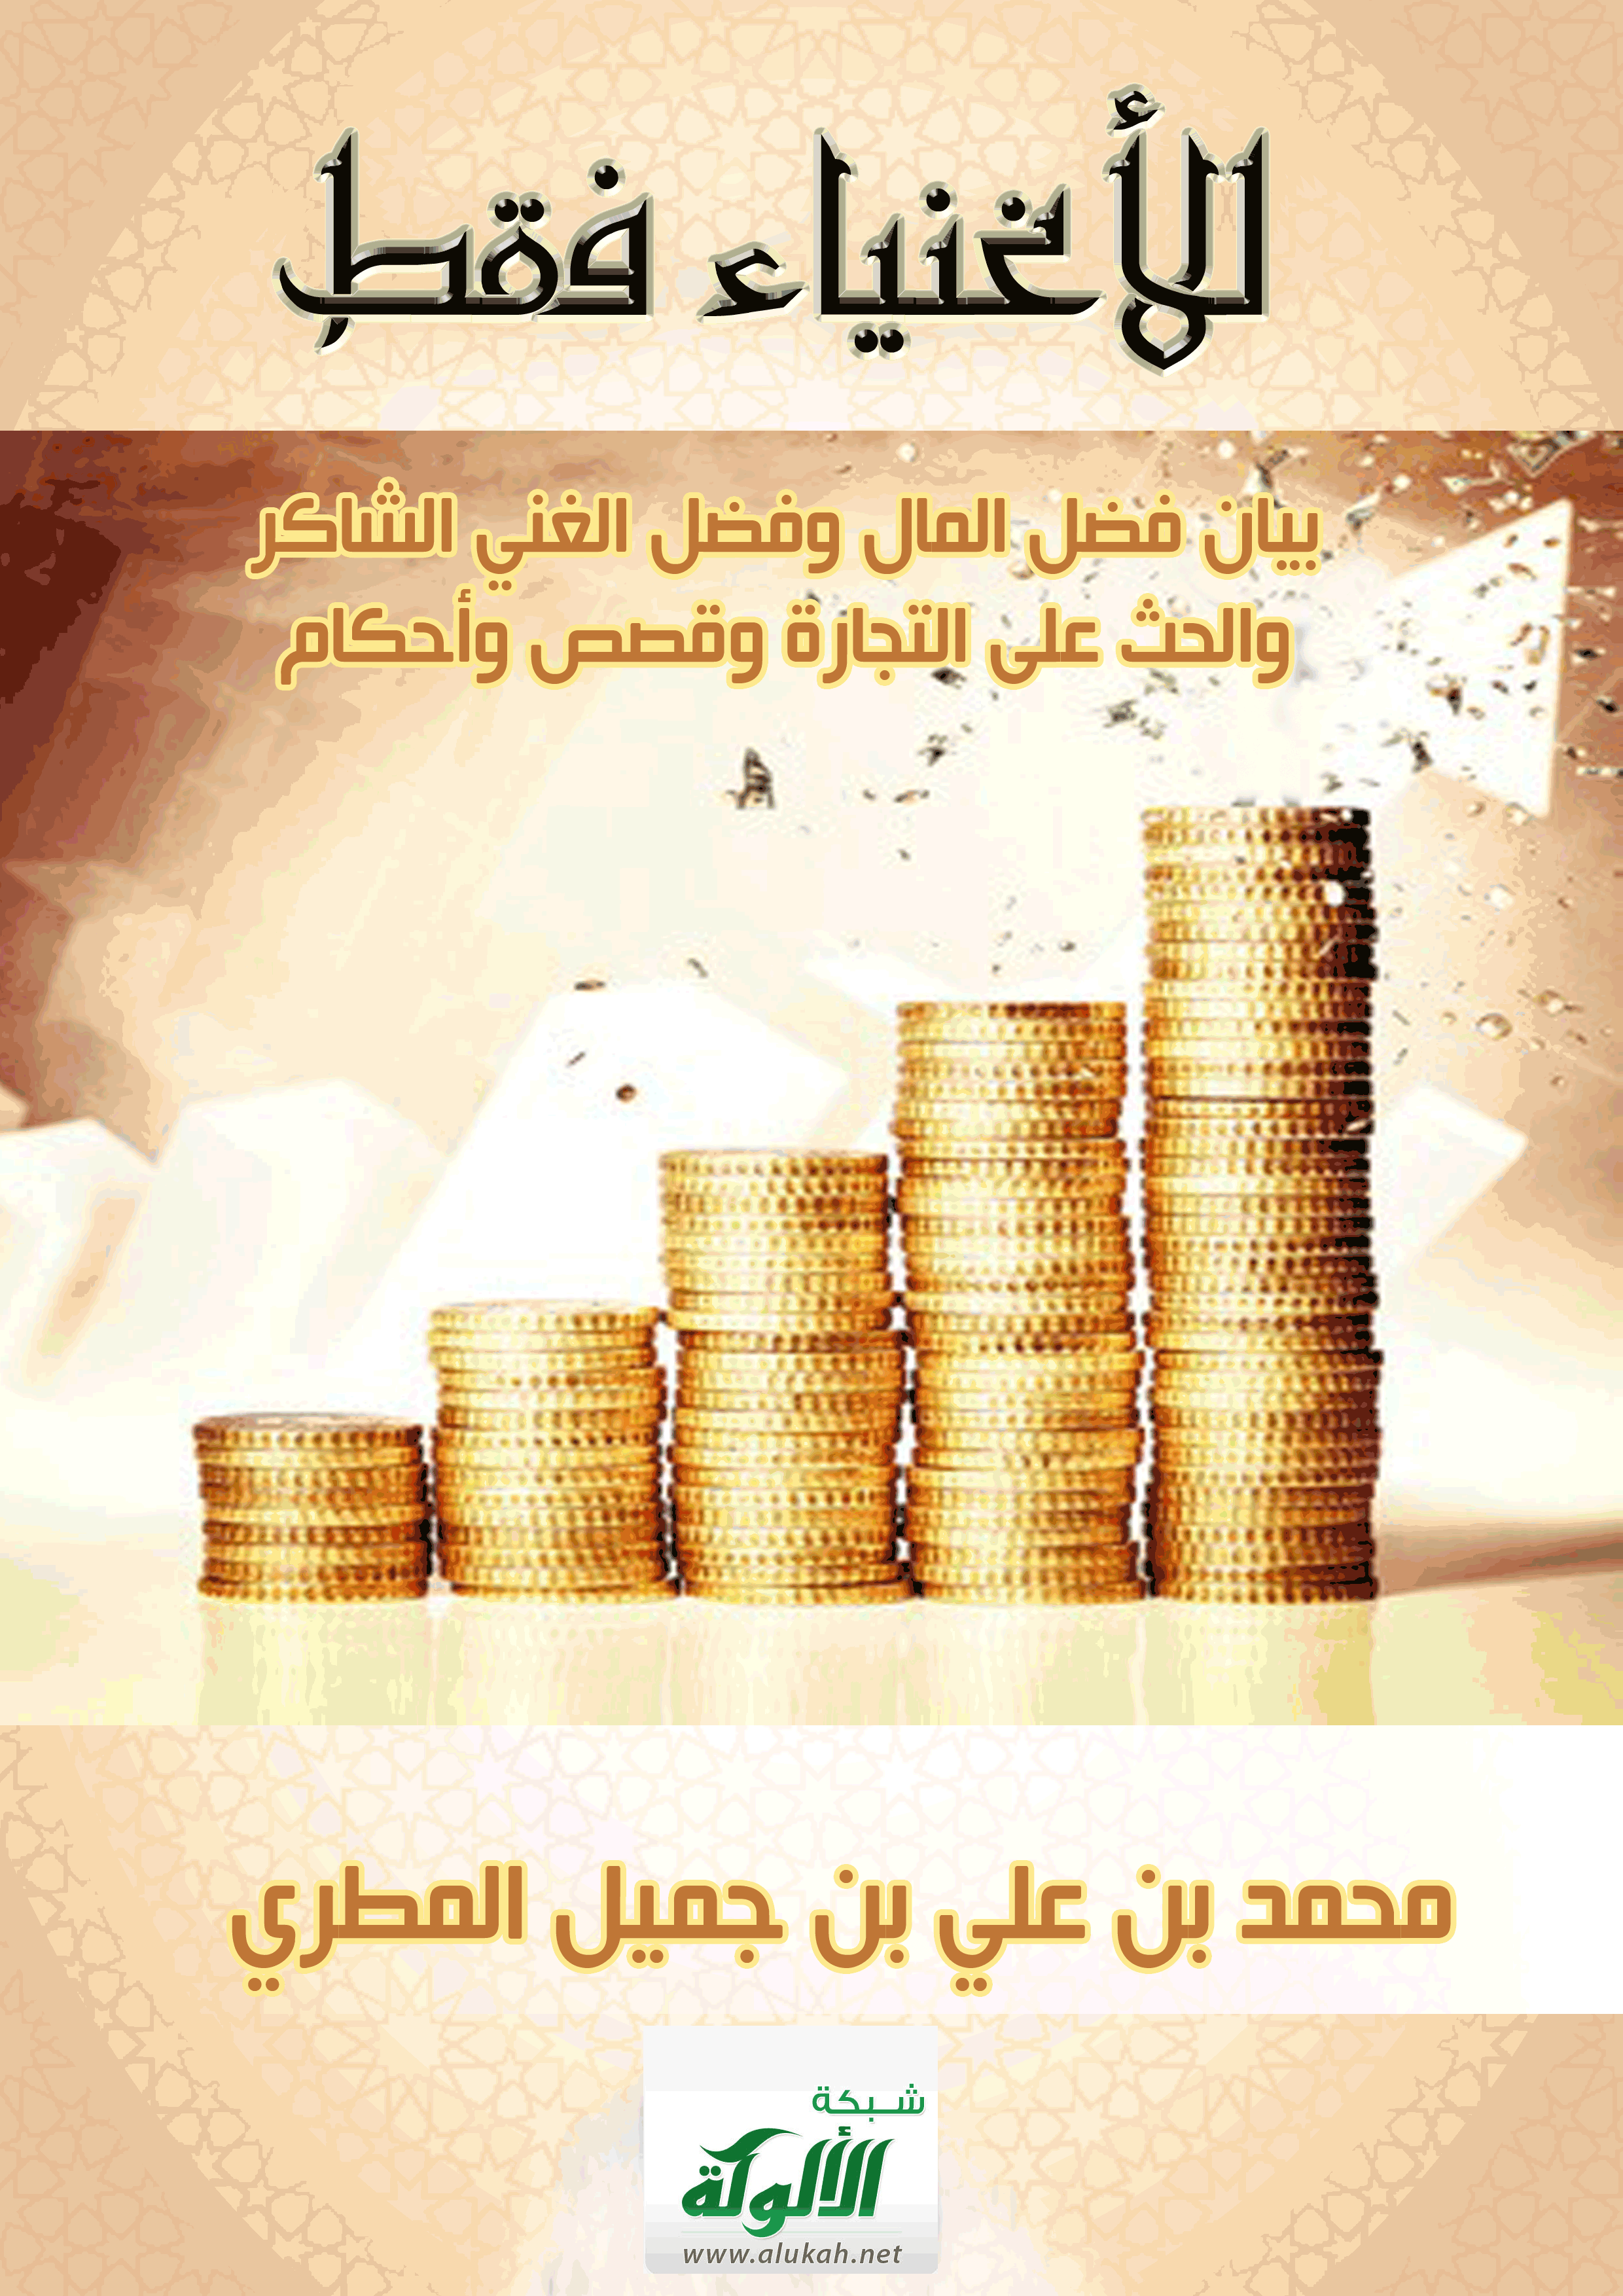 للأغنياء فقط
بيان فضل المال وفضل الغني الشاكر
والحث على التجارة وقصص وأحكام
محمد بن علي بن جميل المطري
شبكة
الألوكة
www.alukah.net